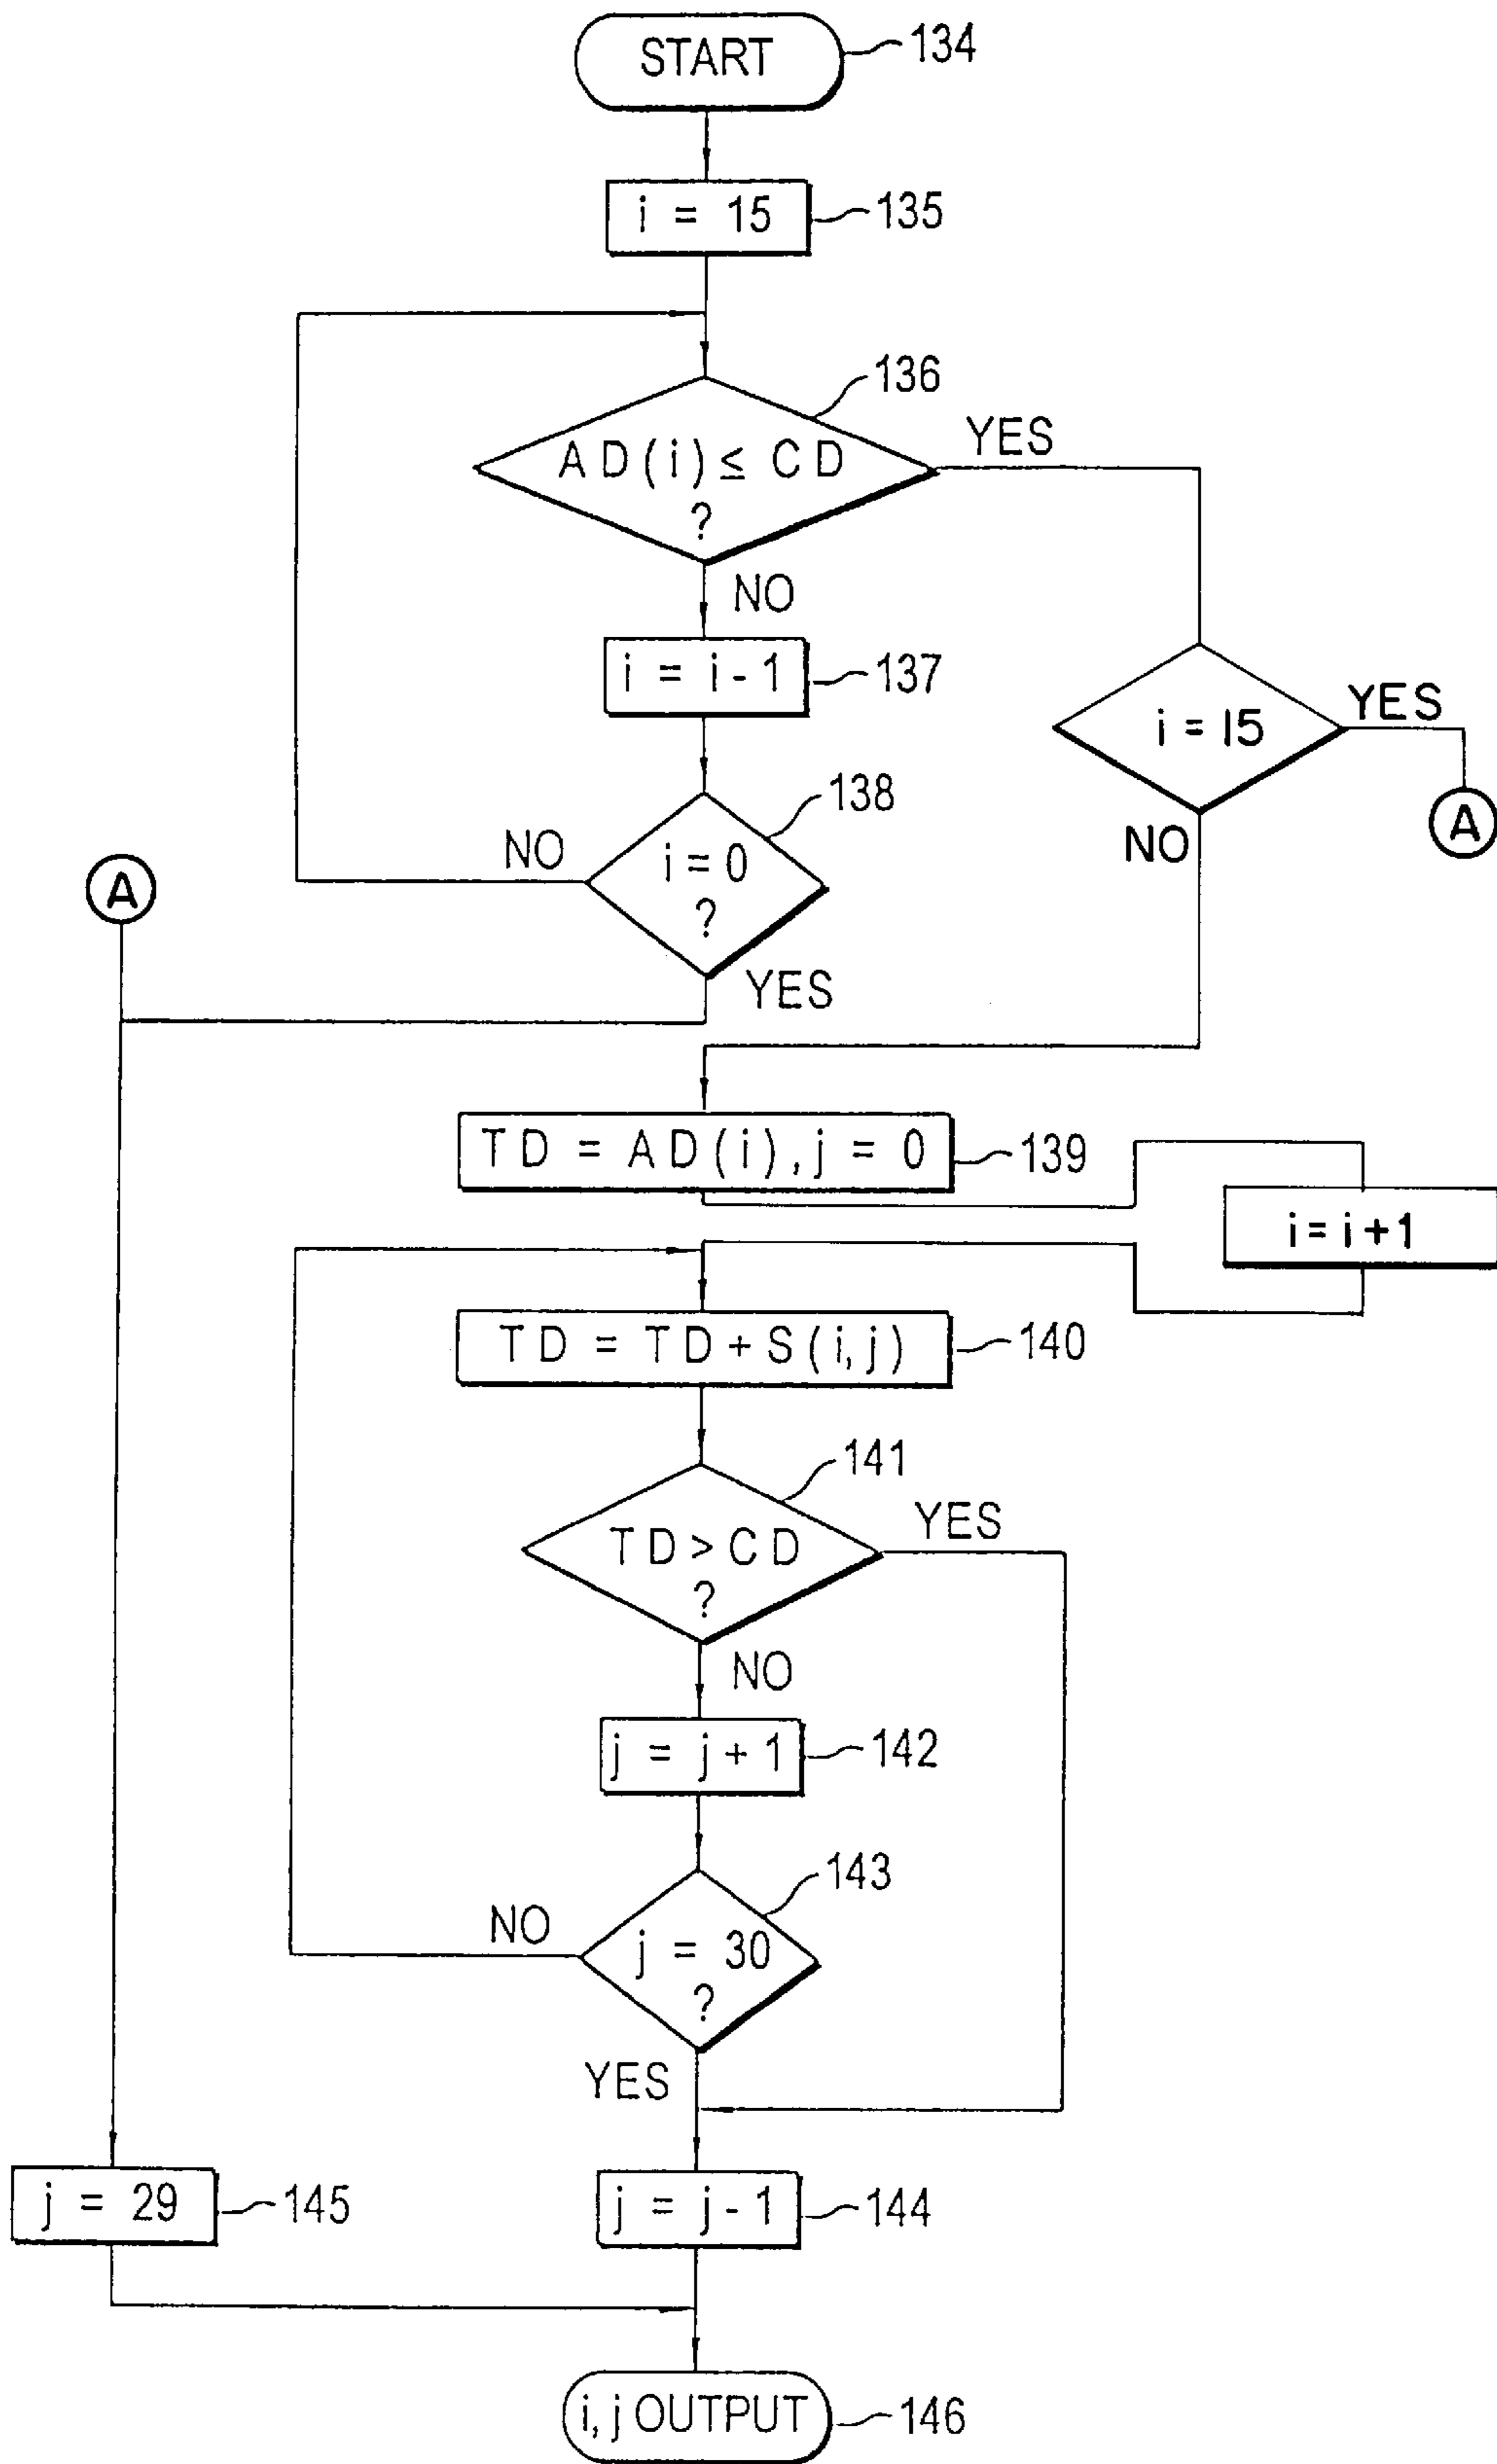 START
134
i = 15
135
136
AD(i) ≤ CD
?
YES
NO
i = i - 1
137
i = 15
YES
A
NO
138
i = 0
?
NO
YES
A
TD = AD(i), j = 0
139
i = i + 1
TD = TD + S(i, j)
140
141
TD > CD
?
YES
NO
j = j + 1
142
143
j = 30
?
NO
YES
j = 29
145
j = j - 1
144
i, j OUTPUT
146